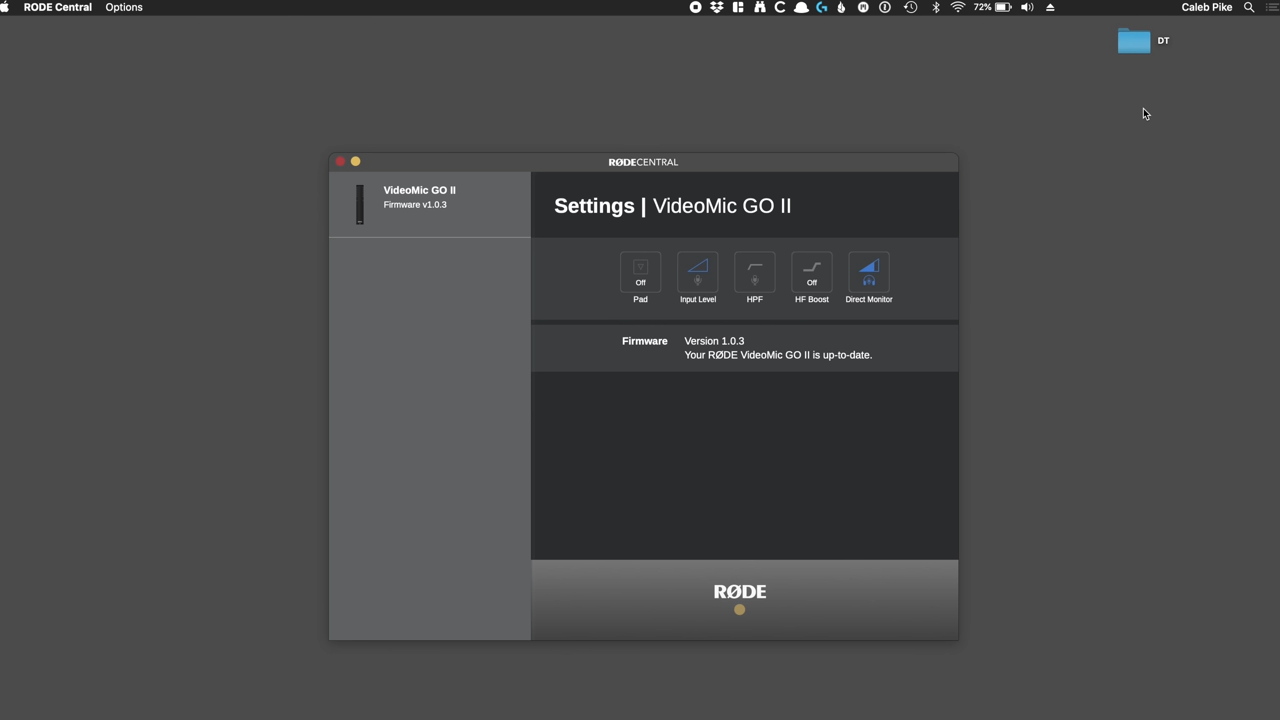 RODE Central Options 72% Caleb Pike
DT
RØDECENTRAL
VideoMic GO II
Firmware v1.0.3
Settings | VideoMic GO II
Off Off
Pad Input Level HPF HF Boost Direct Monitor
Firmware Version 1.0.3
Your RØDE VideoMic GO II is up-to-date.
RØDE